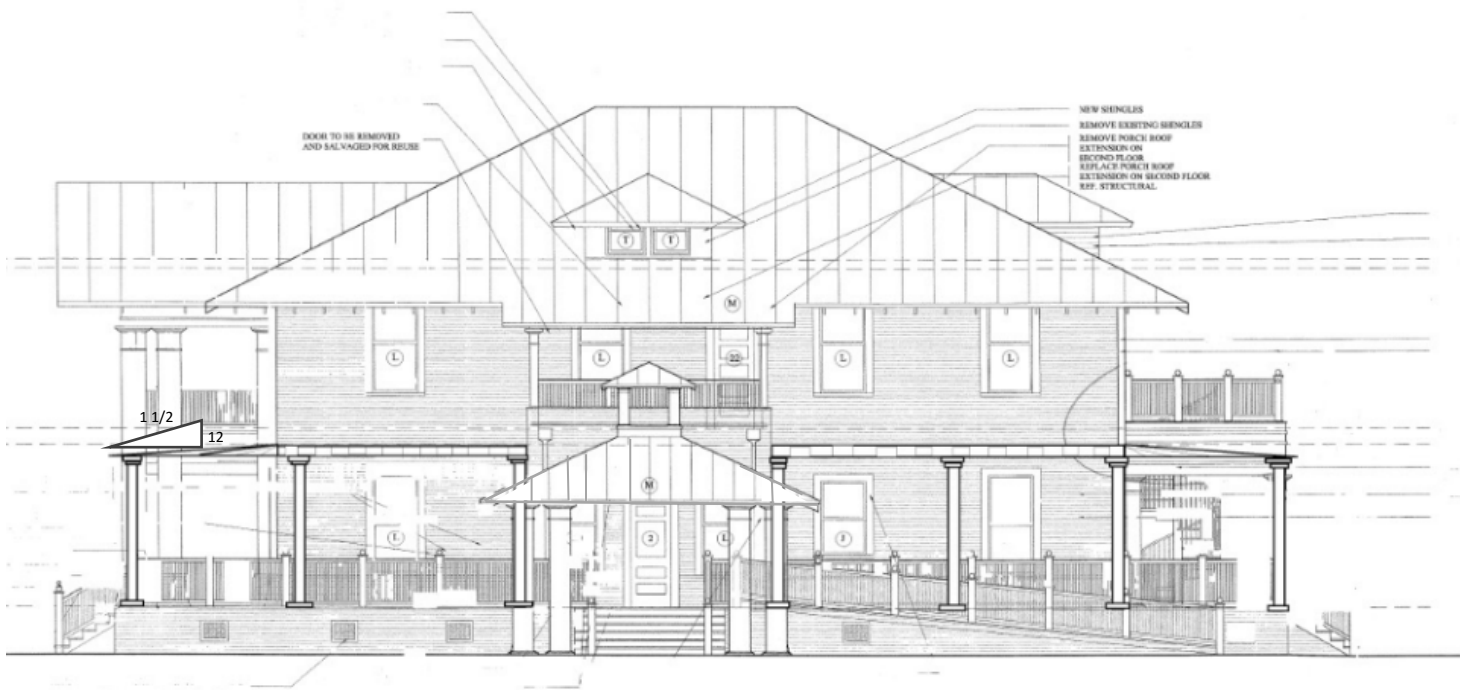 DOOR TO BE REMOVED
AND SALVAGED FOR REUSE
NEW SHINGLES
REMOVE EXISTING SHINGLES
REMOVE PORCH ROOF
EXTENSION ON
SECOND FLOOR
REPLACE PORCH ROOF
EXTENSION ON SECOND FLOOR
REF. STRUCTURAL
T T
M
L L 22 L L
1 1/2
12
M
L 2 L J